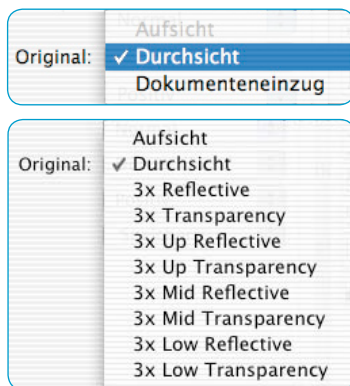 Aufsicht
Original: ✓ Durchsicht
Dokumenteneinzug
Aufsicht
Original: ✓ Durchsicht
3x Reflective
3x Transparency
3x Up Reflective
3x Up Transparency
3x Mid Reflective
3x Mid Transparency
3x Low Reflective
3x Low Transparency